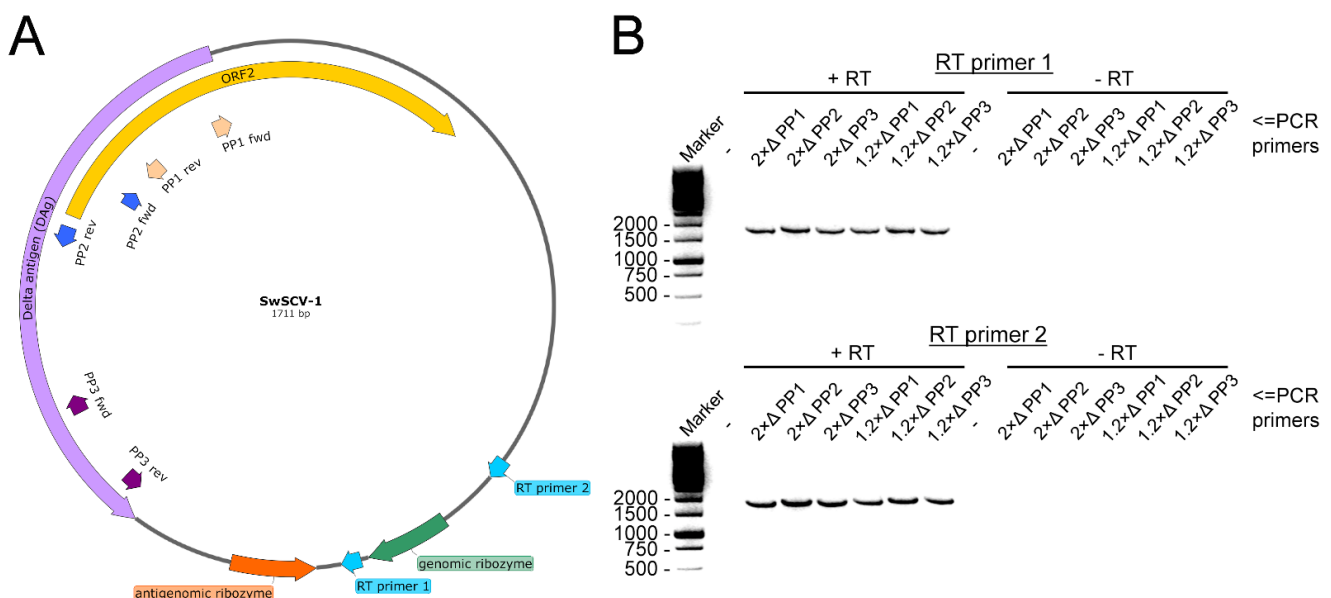 A
ORF2
Delta antigen (DAg)
PP1 fwd
PP1 rev
PP2 fwd
PP2 rev
SwSCV-1
1711 bp
PP3 fwd
PP3 rev
RT primer 2
genomic ribozyme
RT primer 1
antigenomic ribozyme
B
RT primer 1
+ RT
- RT
Marker
-
2×Δ PP1
2×Δ PP2
2×Δ PP3
1.2×Δ PP1
1.2×Δ PP2
1.2×Δ PP3
-
2×Δ PP1
2×Δ PP2
2×Δ PP3
1.2×Δ PP1
1.2×Δ PP2
1.2×Δ PP3
<=PCR
primers
2000 -
1500 -
1000 -
750 -
500 -
RT primer 2
+ RT
- RT
Marker
-
2×Δ PP1
2×Δ PP2
2×Δ PP3
1.2×Δ PP1
1.2×Δ PP2
1.2×Δ PP3
-
2×Δ PP1
2×Δ PP2
2×Δ PP3
1.2×Δ PP1
1.2×Δ PP2
1.2×Δ PP3
<=PCR
primers
2000 -
1500 -
1000 -
750 -
500 -